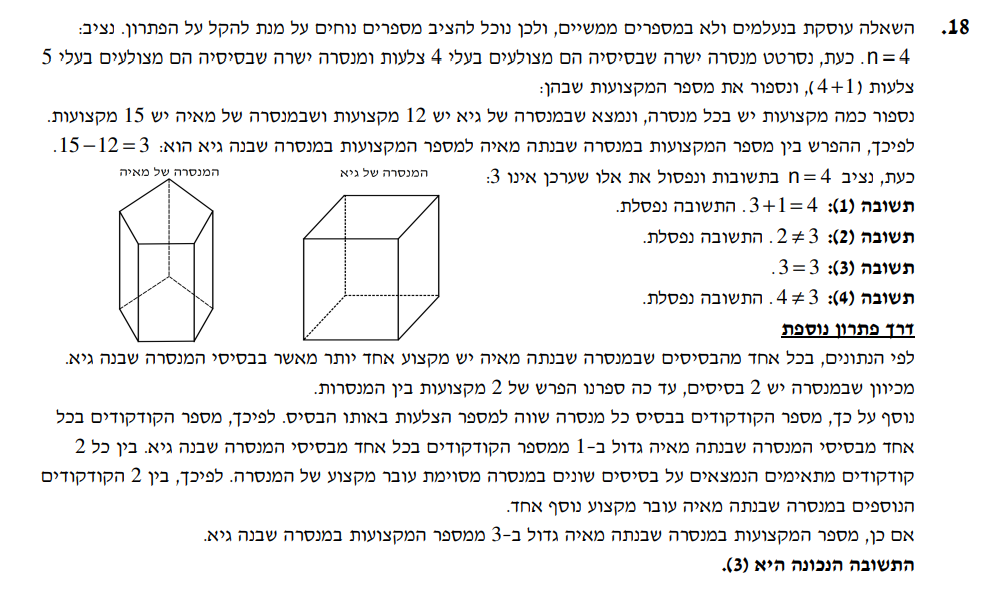 18. השאלה עוסקת בנעלמים ולא במספרים ממשיים, ולכן נוכל להציב מספרים נוחים על מנת להקל על הפתרון. נציב:
n = 4. כעת, נסרטט מנסרה ישרה שבסיסיה הם מצולעים בעלי 4 צלעות ומנסרה ישרה שבסיסיה הם מצולעים בעלי 5
צלעות (4+1), ונספור את מספר המקצועות שבהן:
נספור כמה מקצועות יש בכל מנסרה, ונמצא שבמנסרה של גיא יש 12 מקצועות ושבמנסרה של מאיה יש 15 מקצועות.
לפיכך, ההפרש בין מספר המקצועות במנסרה שבנתה מאיה למספר המקצועות במנסרה שבנה גיא הוא: 15−12 = 3.
כעת, נציב n = 4 בתשובות ונפסול את אלו שערכן אינו 3:
תשובה (1): 3+1 = 4. התשובה נפסלת.
תשובה (2): 2 ≠ 3. התשובה נפסלת.
תשובה (3): 3 = 3.
תשובה (4): 4 ≠ 3. התשובה נפסלת.
המנסרה של גיא
המנסרה של מאיה
דרך פתרון נוספת
לפי הנתונים, בכל אחד מהבסיסים שבמנסרה שבנתה מאיה יש מקצוע אחד יותר מאשר בבסיסי המנסרה שבנה גיא.
מכיוון שבמנסרה יש 2 בסיסים, עד כה ספרנו הפרש של 2 מקצועות בין המנסרות.
נוסף על כך, מספר הקודקודים בבסיס כל מנסרה שווה למספר הצלעות באותו הבסיס. לפיכך, מספר הקודקודים בכל
אחד מבסיסי המנסרה שבנתה מאיה גדול ב-1 ממספר הקודקודים בכל אחד מבסיסי המנסרה שבנה גיא. בין כל 2
קודקודים מתאימים הנמצאים על בסיסים שונים במנסרה מסוימת עובר מקצוע של המנסרה. לפיכך, בין 2 הקודקודים
הנוספים במנסרה שבנתה מאיה עובר מקצוע נוסף אחד.
אם כן, מספר המקצועות במנסרה שבנתה מאיה גדול ב-3 ממספר המקצועות במנסרה שבנה גיא.
התשובה הנכונה היא (3).